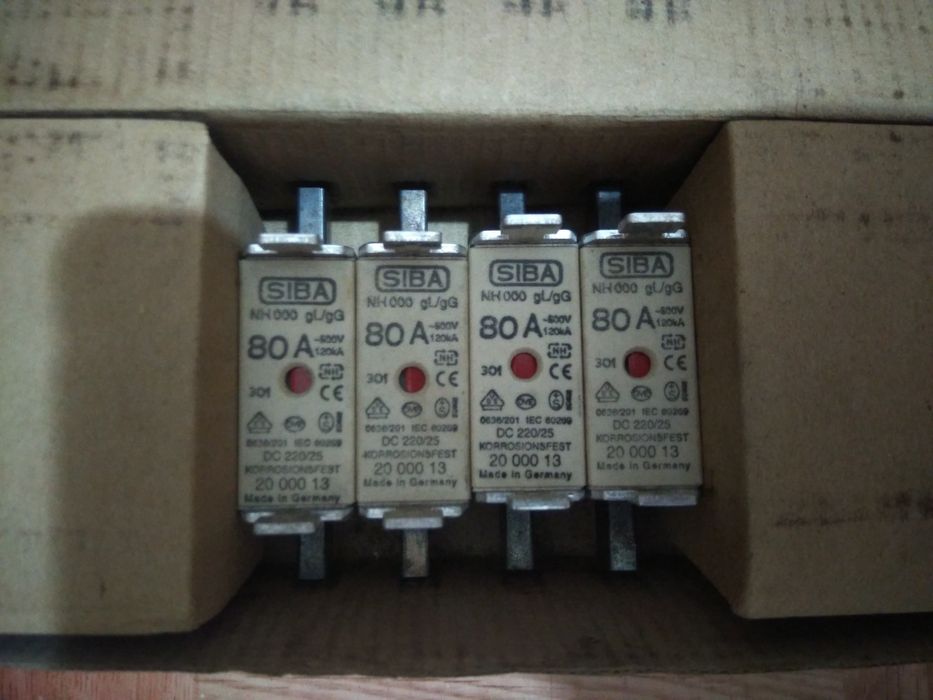 SIBA
NH 000 gL/gG
80 A ~500V
120kA
NH
301 CE
0636/201 IEC 60269
DC 220/25
KORROSIONSFEST
20 000 13
Made in Germany
SIBA
NH 000 gL/gG
80 A ~500V
120kA
NH
301 CE
0636/201 IEC 60269
DC 220/25
KORROSIONSFEST
20 000 13
Made in Germany
SIBA
NH 000 gL/gG
80 A ~500V
120kA
NH
301 CE
0636/201 IEC 60269
DC 220/25
KORROSIONSFEST
20 000 13
Made in Germany
SIBA
NH 000 gL/gG
80 A ~500V
120kA
NH
301 CE
0636/201 IEC 60269
DC 220/25
KORROSIONSFEST
20 000 13
Made in Germany